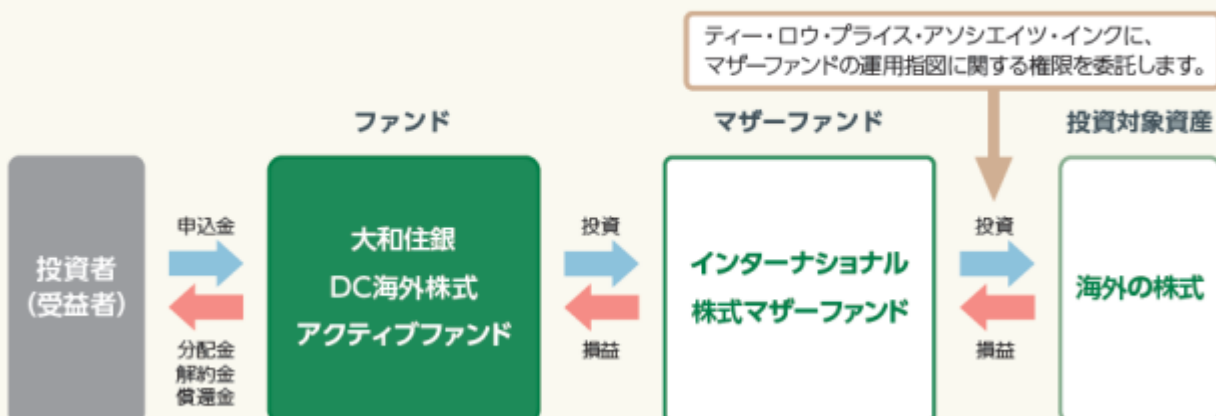 ティー・ロウ・プライス・アソシエイツ・インクに、
マザーファンドの運用指図に関する権限を委託します。
ファンド
マザーファンド
投資対象資産
投資者
(受益者)
申込金
分配金
解約金
償還金
大和住銀
DC海外株式
アクティブファンド
投資
損益
インターナショナル
株式マザーファンド
投資
損益
海外の株式